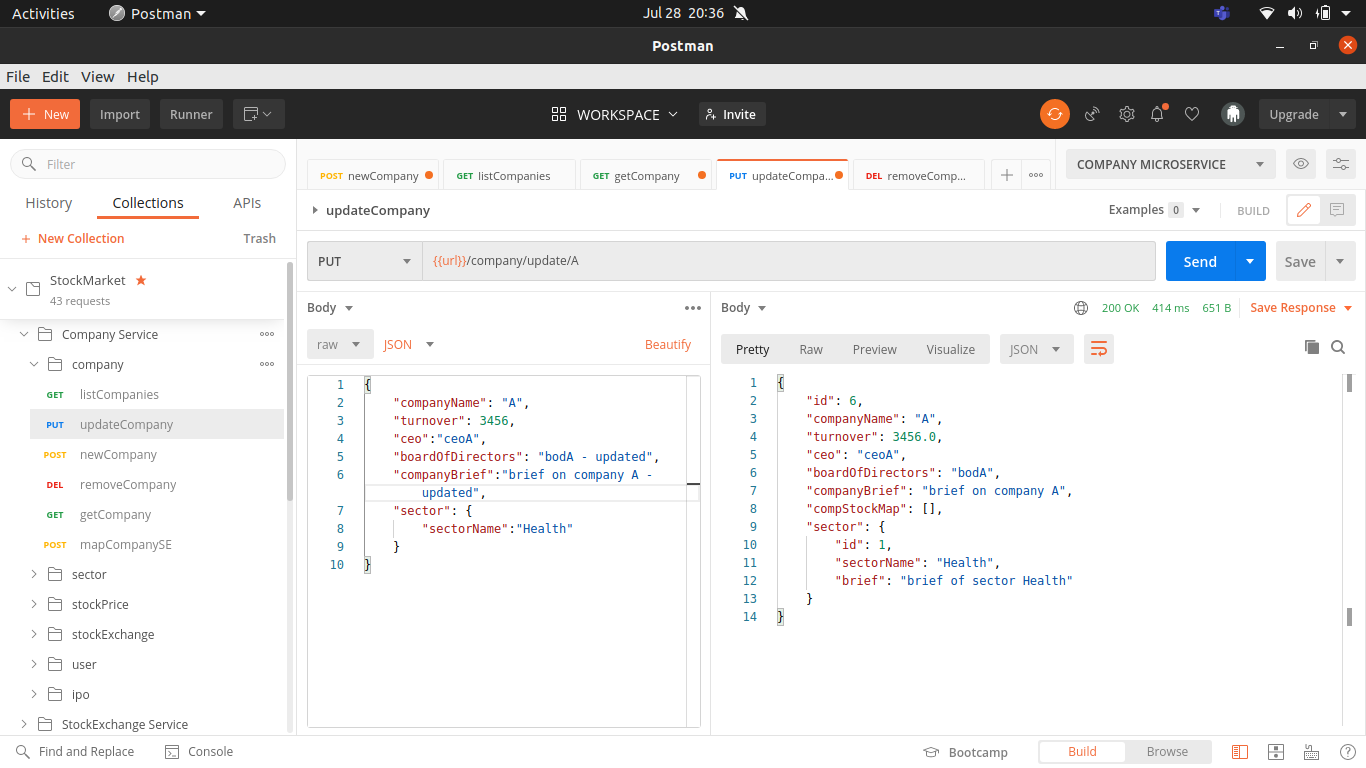 Activities Postman Jul 28 20:36
Postman
File Edit View Help
New Import Runner WORKSPACE Invite Upgrade
Filter
History Collections APIs
+ New Collection Trash
StockMarket
43 requests
Company Service
company
GET listCompanies
PUT updateCompany
POST newCompany
DEL removeCompany
GET getCompany
POST mapCompanySE
sector
stockPrice
stockExchange
user
ipo
StockExchange Service
POST newCompany GET listCompanies GET getCompany PUT updateCompa... DEL removeComp... COMPANY MICROSERVICE
updateCompany Examples 0 BUILD
PUT {{url}}/company/update/A Send Save
Body
raw JSON Beautify
1 {
2 "companyName": "A",
3 "turnover": 3456,
4 "ceo":"ceoA",
5 "boardOfDirectors": "bodA - updated",
6 "companyBrief":"brief on company A -
updated",
7 "sector": {
8 "sectorName":"Health"
9 }
10 }
Body 200 OK 414 ms 651 B Save Response
Pretty Raw Preview Visualize JSON
1 {
2 "id": 6,
3 "companyName": "A",
4 "turnover": 3456.0,
5 "ceo": "ceoA",
6 "boardOfDirectors": "bodA",
7 "companyBrief": "brief on company A",
8 "compStockMap": [],
9 "sector": {
10 "id": 1,
11 "sectorName": "Health",
12 "brief": "brief of sector Health"
13 }
14 }
Find and Replace Console Bootcamp Build Browse